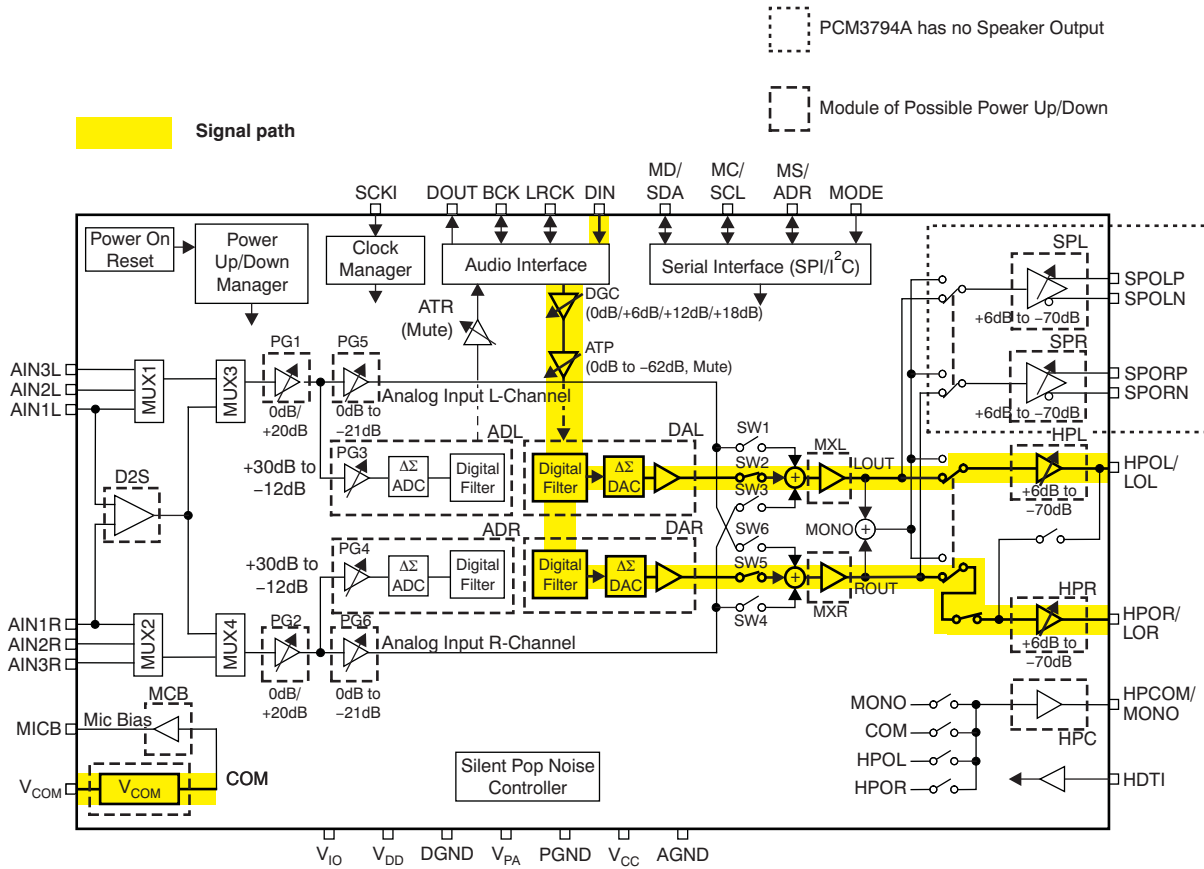 PCM3794A has no Speaker Output
Module of Possible Power Up/Down
Signal path
SCKI
DOUT
BCK
LRCK
DIN
MD/
SDA
MC/
SCL
MS/
ADR
MODE
Power On
Reset
Power
Up/Down
Manager
Clock
Manager
Audio Interface
Serial Interface (SPI/I²C)
ATR
(Mute)
DGC
(0dB/+6dB/+12dB/+18dB)
ATP
(0dB to −62dB, Mute)
SPL
+6dB to −70dB
SPOLP
SPOLN
SPR
+6dB to −70dB
SPORP
SPORN
AIN3L
AIN2L
AIN1L
MUX1
MUX3
PG1
0dB/
+20dB
PG5
0dB to
−21dB
Analog Input L-Channel
ADL
+30dB to
−12dB
PG3
ΔΣ
ADC
Digital
Filter
DAL
Digital
Filter
ΔΣ
DAC
SW1
SW2
SW3
MXL
LOUT
HPL
+6dB to
−70dB
HPOL/
LOL
D2S
MONO
ADR
+30dB to
−12dB
PG4
ΔΣ
ADC
Digital
Filter
DAR
Digital
Filter
ΔΣ
DAC
SW6
SW5
SW4
MXR
ROUT
HPR
+6dB to
−70dB
HPOR/
LOR
AIN1R
AIN2R
AIN3R
MUX2
MUX4
PG2
0dB/
+20dB
PG6
0dB to
−21dB
Analog Input R-Channel
MICB
Mic Bias
MCB
VCOM
VCOM
COM
Silent Pop Noise
Controller
MONO
COM
HPOL
HPOR
HPC
HPCOM/
MONO
HDTI
VIO
VDD
DGND
VPA
PGND
VCC
AGND